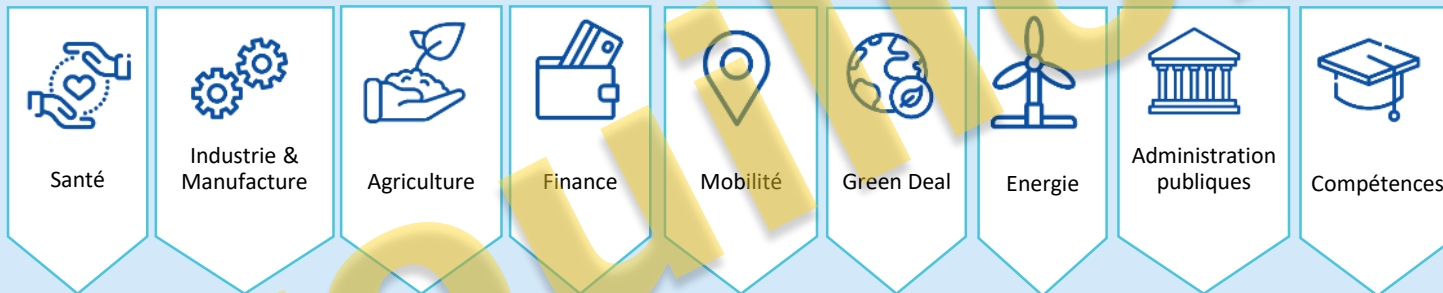 Santé
Industrie &
Manufacture
Agriculture
Finance
Mobilité
Green Deal
Energie
Administration
publiques
Compétences